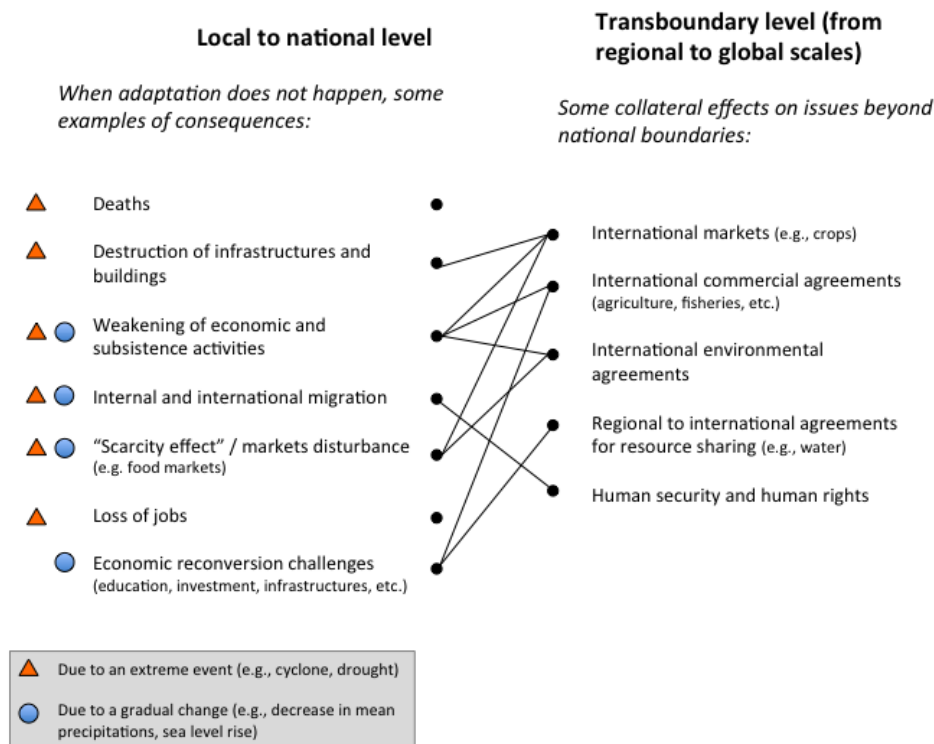 Local to national level
When adaptation does not happen, some
examples of consequences:
Deaths
Destruction of infrastructures and
buildings
Weakening of economic and
subsistence activities
Internal and international migration
“Scarcity effect” / markets disturbance
(e.g. food markets)
Loss of jobs
Economic reconversion challenges
(education, investment, infrastructures, etc.)
Transboundary level (from
regional to global scales)
Some collateral effects on issues beyond
national boundaries:
International markets (e.g., crops)
International commercial agreements
(agriculture, fisheries, etc.)
International environmental
agreements
Regional to international agreements
for resource sharing (e.g., water)
Human security and human rights
Due to an extreme event (e.g., cyclone, drought)
Due to a gradual change (e.g., decrease in mean
precipitations, sea level rise)